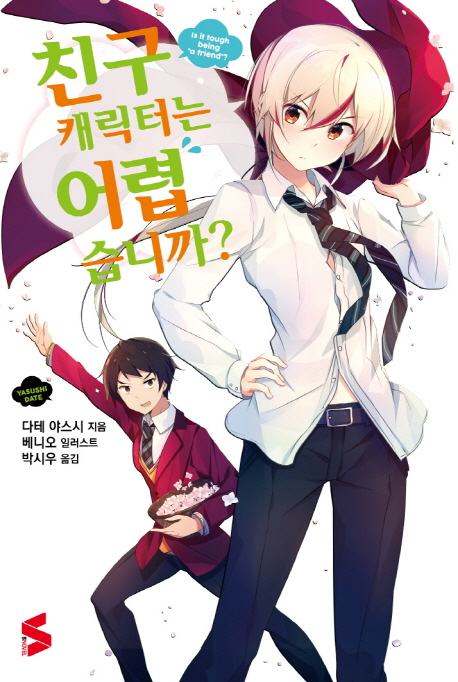 Is it tough
being
"a friend"?
친구
캐릭터는
어렵
습니까?
YASUSHI
DATE
다테 야스시 지음
베니오 일러스트
박시우 옮김
S
NOVEL